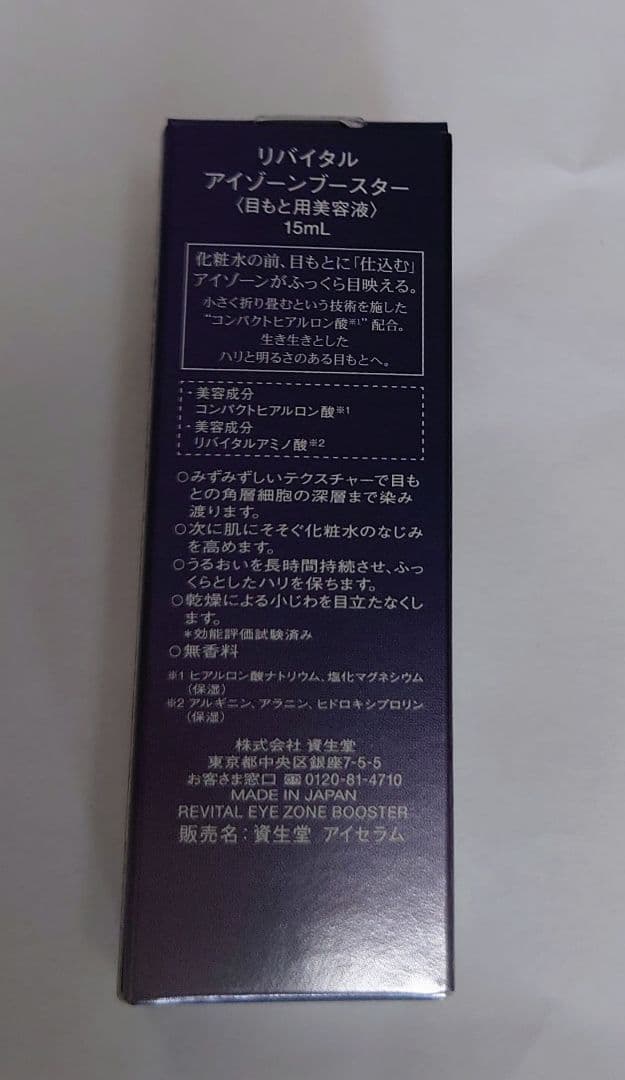 リバイタル
アイゾーンブースター
〈目もと用美容液〉
15mL
化粧水の前、目もとに「仕込む」
アイゾーンがふっくら目映える。
小さく折り畳むという技術を施した
“コンパクトヒアルロン酸※1”配合。
生き生きとした
ハリと明るさのある目もとへ。
・美容成分
コンパクトヒアルロン酸※1
・美容成分
リバイタルアミノ酸※2
○みずみずしいテクスチャーで目も
との角層細胞の深層まで染み
渡ります。
○次に肌にそそぐ化粧水のなじみ
を高めます。
○うるおいを長時間持続させ、ふっ
くらとしたハリを保ちます。
○乾燥による小じわを目立たなくし
ます。
*効能評価試験済み
○無香料
※1 ヒアルロン酸ナトリウム、塩化マグネシウム
(保湿)
※2 アルギニン、アラニン、ヒドロキシプロリン
(保湿)
株式会社 資生堂
東京都中央区銀座7-5-5
お客さま窓口 0120-81-4710
MADE IN JAPAN
REVITAL EYE ZONE BOOSTER
販売名：資生堂 アイセラム